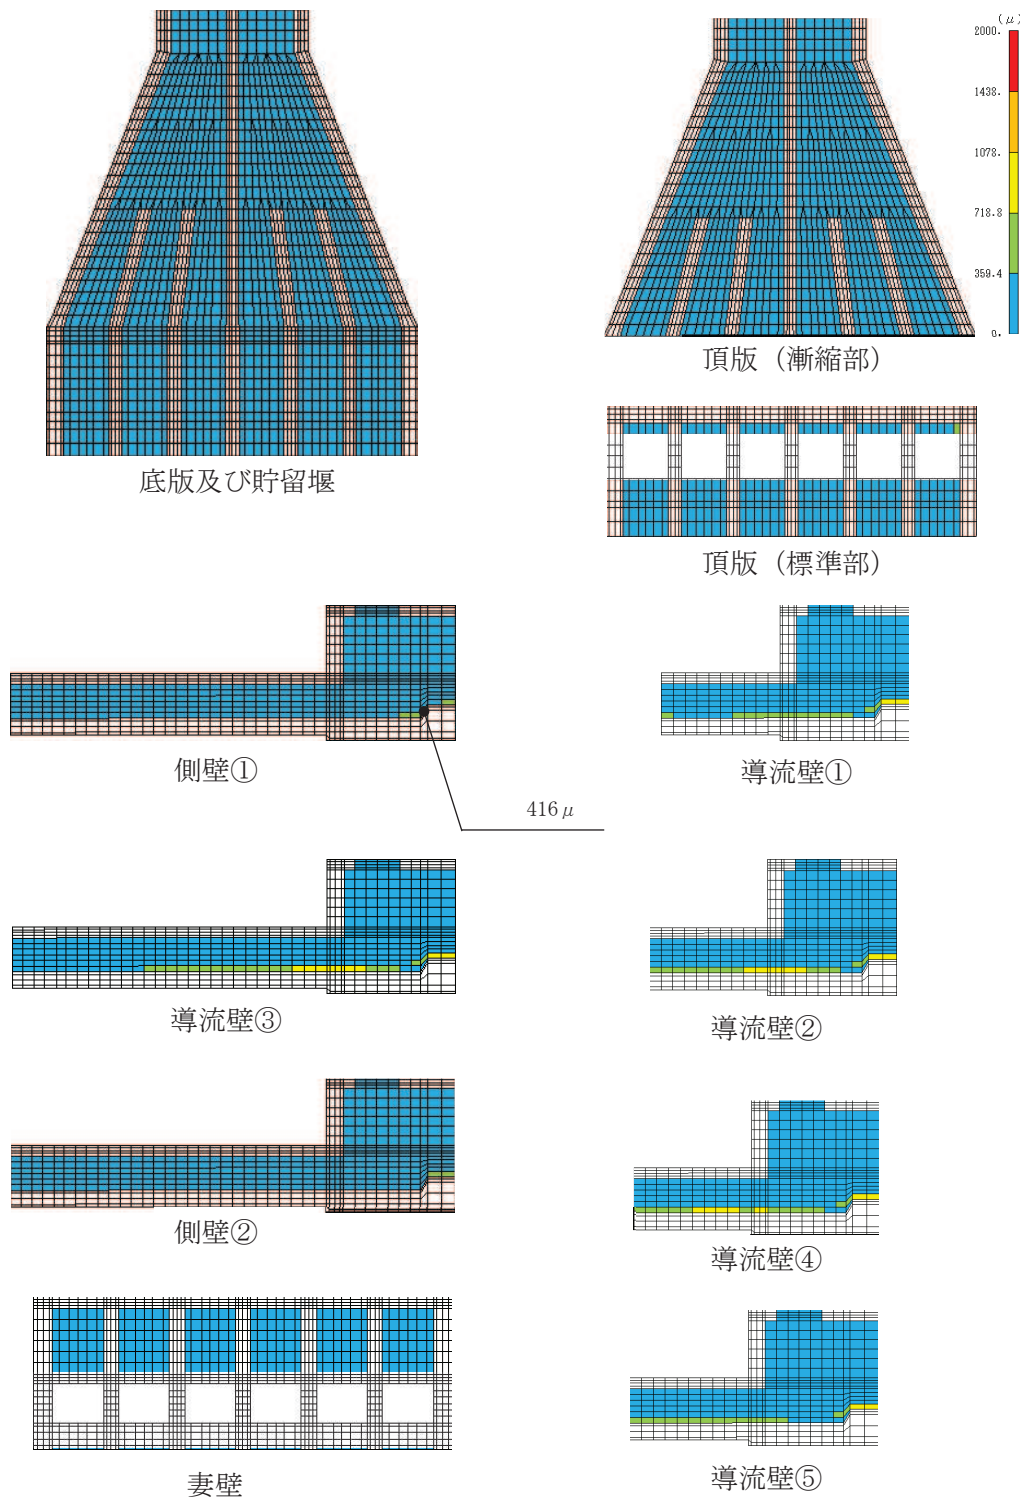 (μ)
2000.
1438.
1078.
718.8
359.4
0.
底版及び貯留堰
頂版（漸縮部）
頂版（標準部）
側壁①
導流壁①
416μ
導流壁③
導流壁②
側壁②
導流壁④
妻壁
導流壁⑤